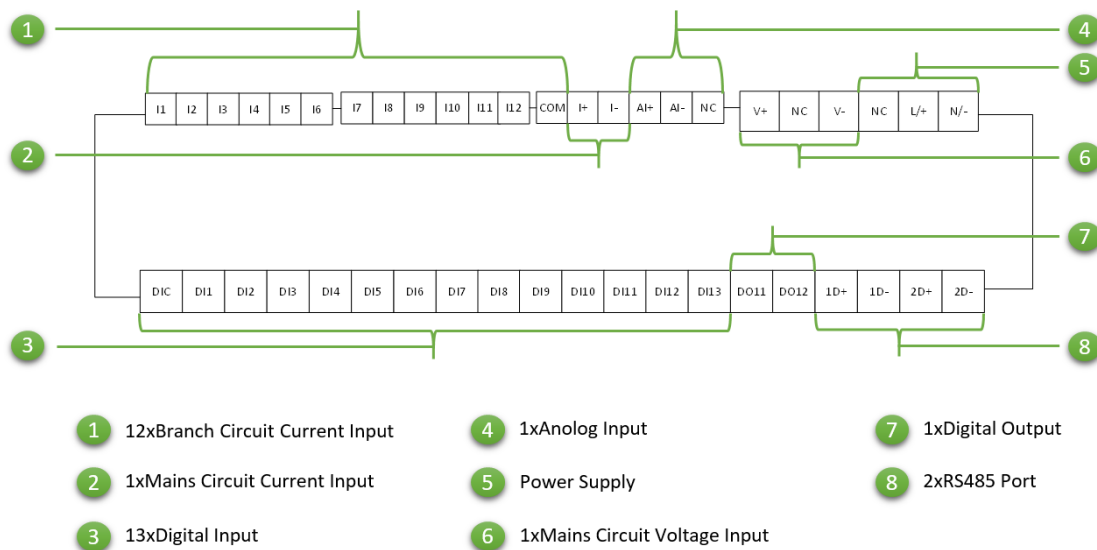 1
4
5
I1 I2 I3 I4 I5 I6 I7 I8 I9 I10 I11 I12 COM I+ I- AI+ AI- NC V+ NC V- NC L/+ N/-
2
6
7
DIC DI1 DI2 DI3 DI4 DI5 DI6 DI7 DI8 DI9 DI10 DI11 DI12 DI13 DO11 DO12 1D+ 1D- 2D+ 2D-
3
8
1 12xBranch Circuit Current Input
4 1xAnolog Input
7 1xDigital Output
2 1xMains Circuit Current Input
5 Power Supply
8 2xRS485 Port
3 13xDigital Input
6 1xMains Circuit Voltage Input